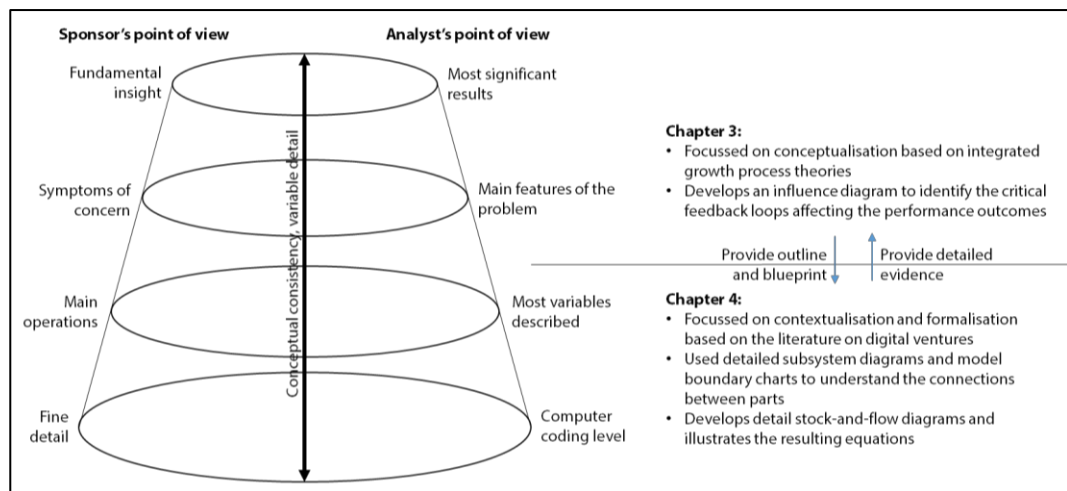 Sponsor's point of view
Analyst's point of view
Fundamental
insight
Most significant
results
Symptoms of
concern
Main features of the
problem
Main
operations
Most variables
described
Fine
detail
Computer
coding level
Conceptual consistency, variable detail
Chapter 3:
• Focussed on conceptualisation based on integrated
growth process theories
• Develops an influence diagram to identify the critical
feedback loops affecting the performance outcomes
Provide outline
and blueprint
Provide detailed
evidence
Chapter 4:
• Focussed on contextualisation and formalisation
based on the literature on digital ventures
• Used detailed subsystem diagrams and model
boundary charts to understand the connections
between parts
• Develops detail stock-and-flow diagrams and
illustrates the resulting equations